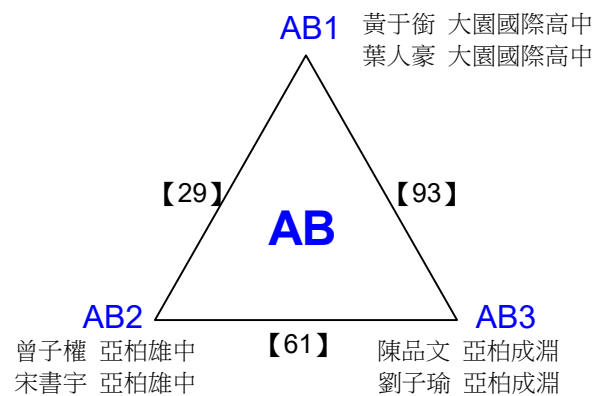 AB1 黃于銜 大園國際高中
葉人豪 大園國際高中
【29】 【93】
AB
AB2 AB3
曾子權 亞柏雄中 【61】 陳品文 亞柏成淵
宋書宇 亞柏雄中 劉子瑜 亞柏成淵